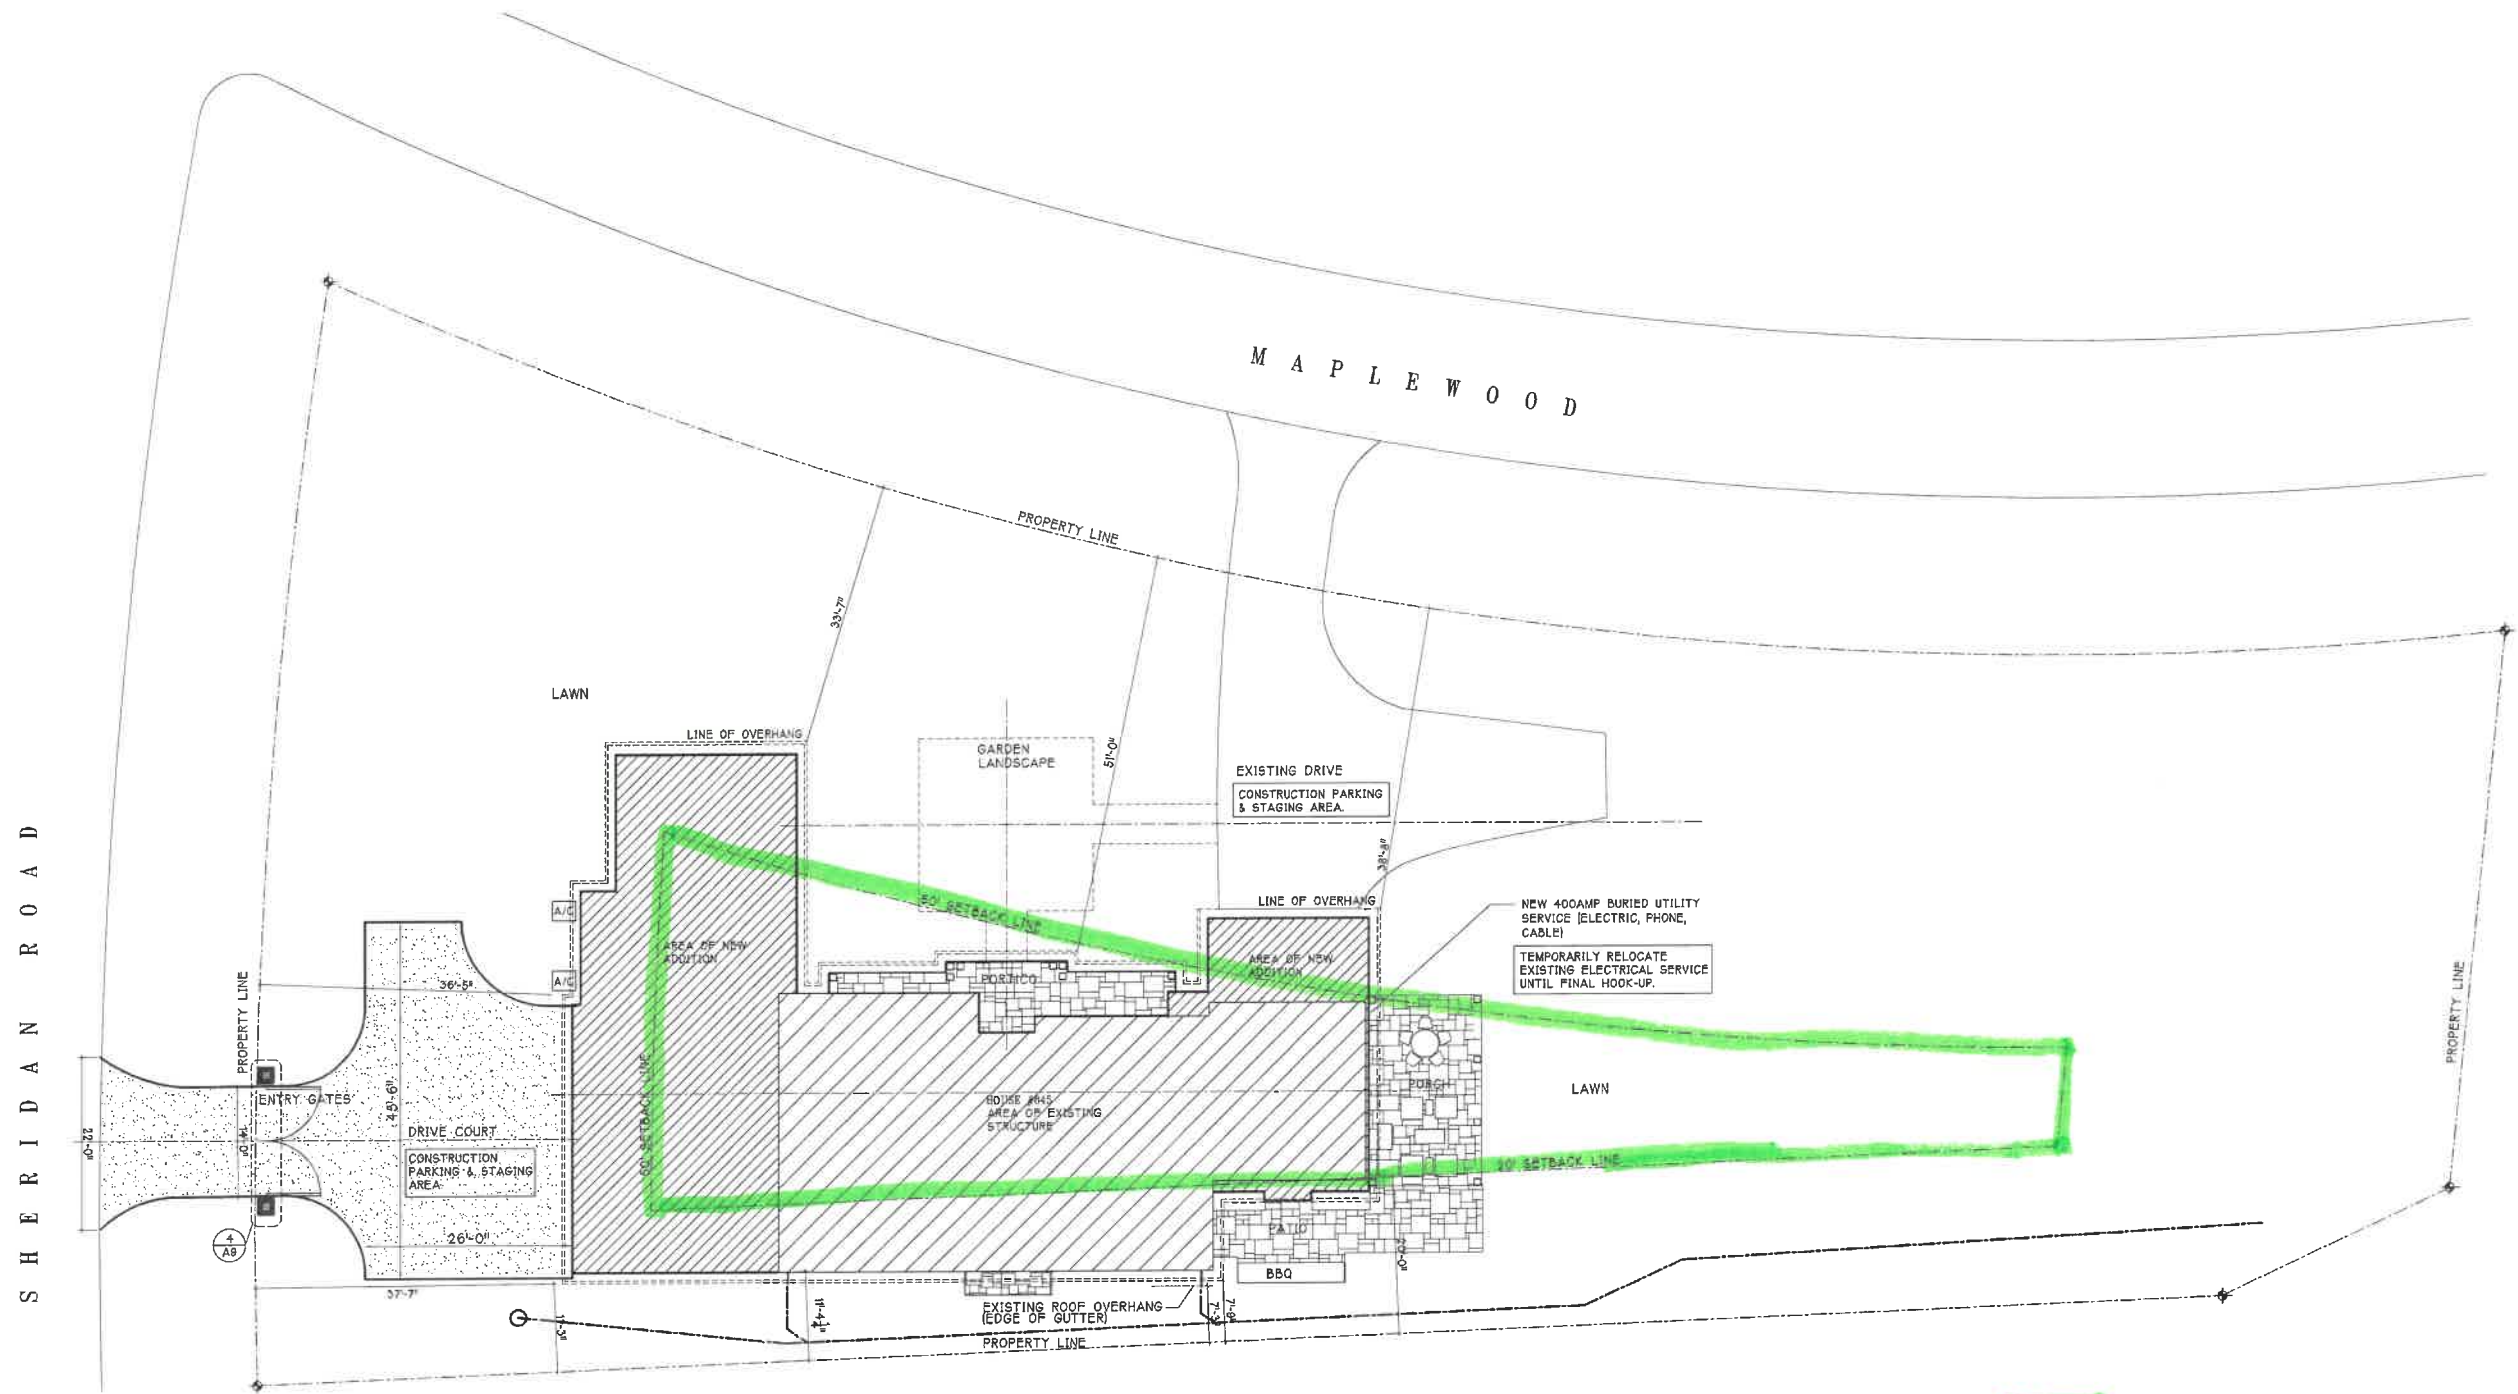 MAPLEWOOD
PROPERTY LINE
33'-7"
LAWN
LINE OF OVERHANG
GARDEN
LANDSCAPE
51'-0"
EXISTING DRIVE
CONSTRUCTION PARKING
& STAGING AREA.
38'-8"
SHERIDAN ROAD
A/C
50' SETBACK LINE
LINE OF OVERHANG
NEW 400AMP BURIED UTILITY
SERVICE (ELECTRIC, PHONE,
CABLE)
AREA OF NEW
ADDITION
AREA OF NEW
ADDITION
TEMPORARILY RELOCATE
EXISTING ELECTRICAL SERVICE
UNTIL FINAL HOOK-UP.
A/C
PORTICO
36'-5"
PROPERTY LINE
PROPERTY LINE
ENTRY GATES
PORCH
LAWN
AREA OF EXISTING
STRUCTURE
50' SETBACK LINE
DRIVE COURT
14'-0"
22'-0"
CONSTRUCTION
PARKING & STAGING
AREA
20' SETBACK LINE
PATIO
4
A9
26'-0"
20'-0"
BBQ
EXISTING ROOF OVERHANG
(EDGE OF GUTTER)
11'-4¼"
7'-8"
PROPERTY LINE